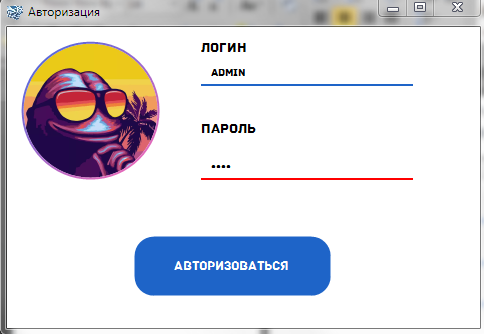 Авторизация
ЛОГИН
ADMIN
ПАРОЛЬ
••••
АВТОРИЗОВАТЬСЯ